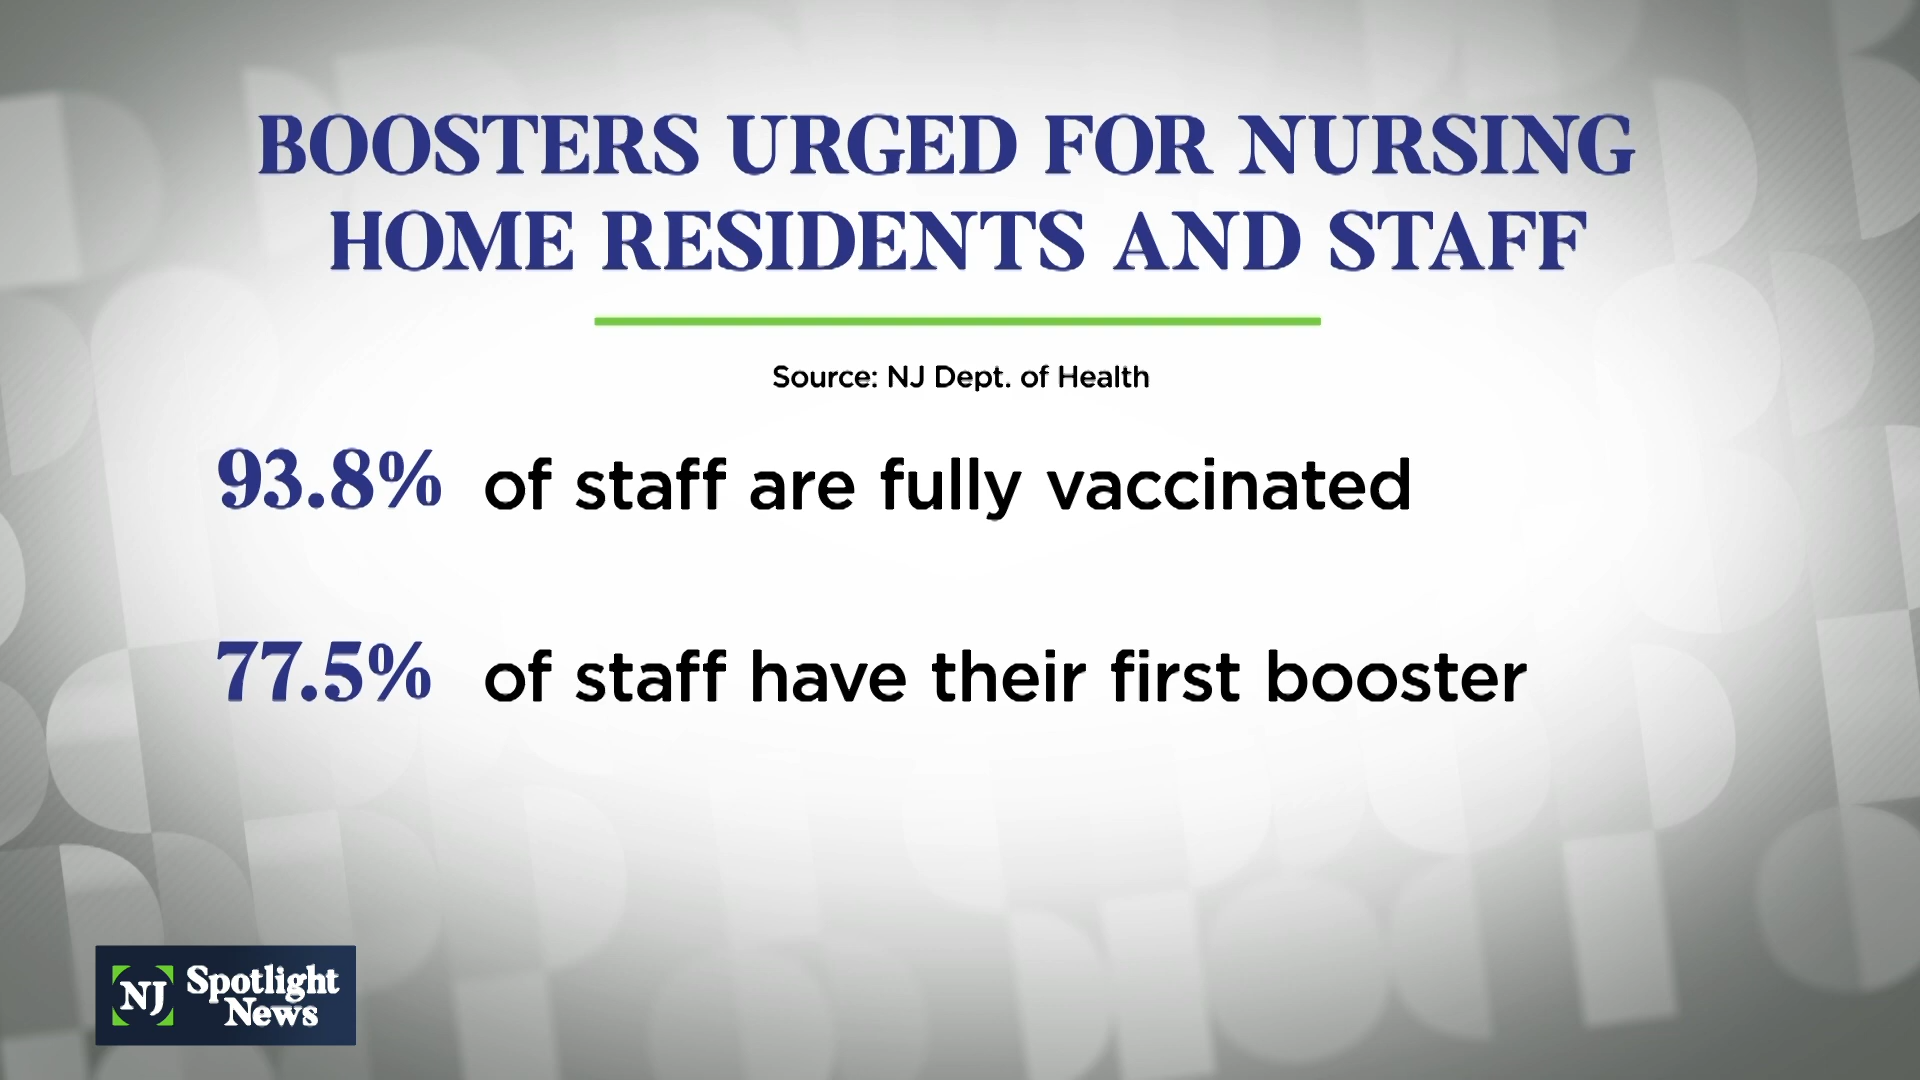 BOOSTERS URGED FOR NURSING
HOME RESIDENTS AND STAFF
Source: NJ Dept. of Health
93.8% of staff are fully vaccinated
77.5% of staff have their first booster
NJ Spotlight
News